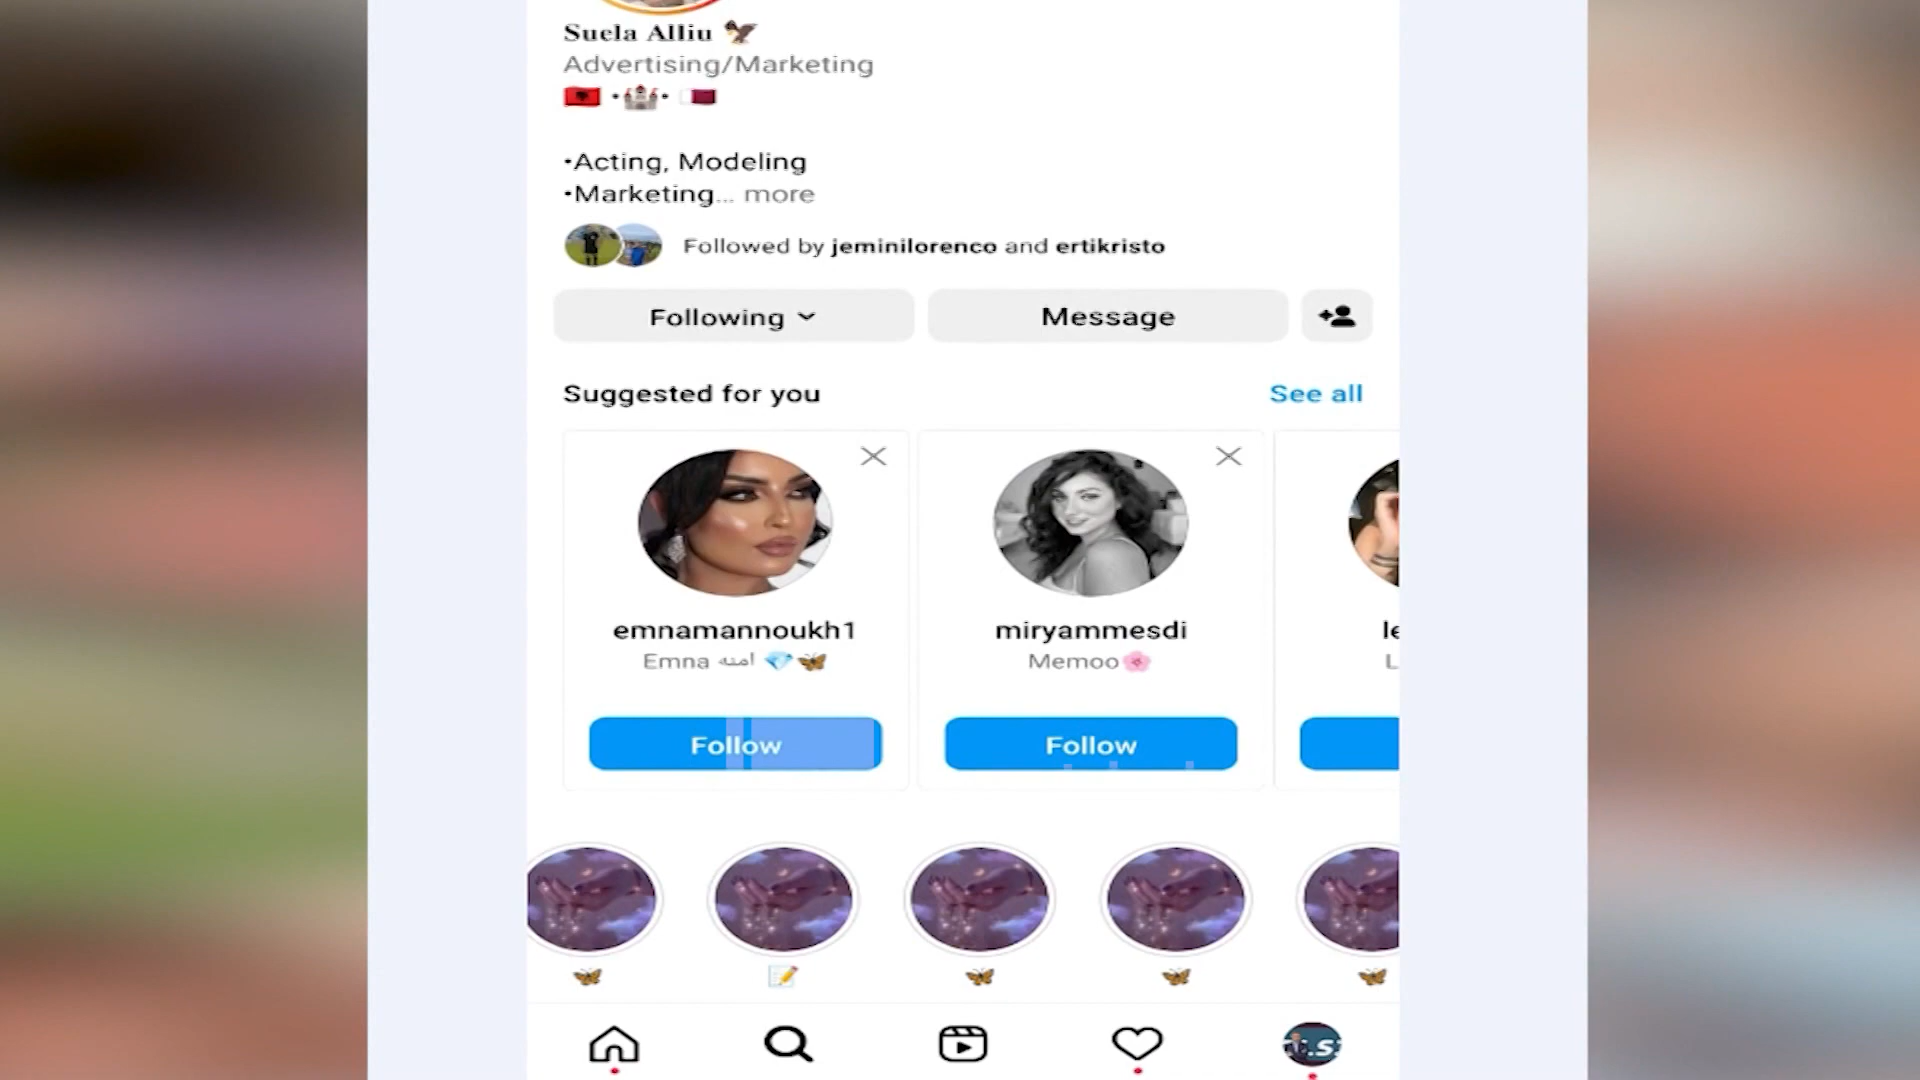 Suela Alliu
Advertising/Marketing
•Acting, Modeling
•Marketing... more
Followed by jeminilorenco and ertikristo
Following
Message
Suggested for you
See all
emnamannoukh1
miryammesdi
le
Emna امنه
Memoo
L
Follow
Follow
.S